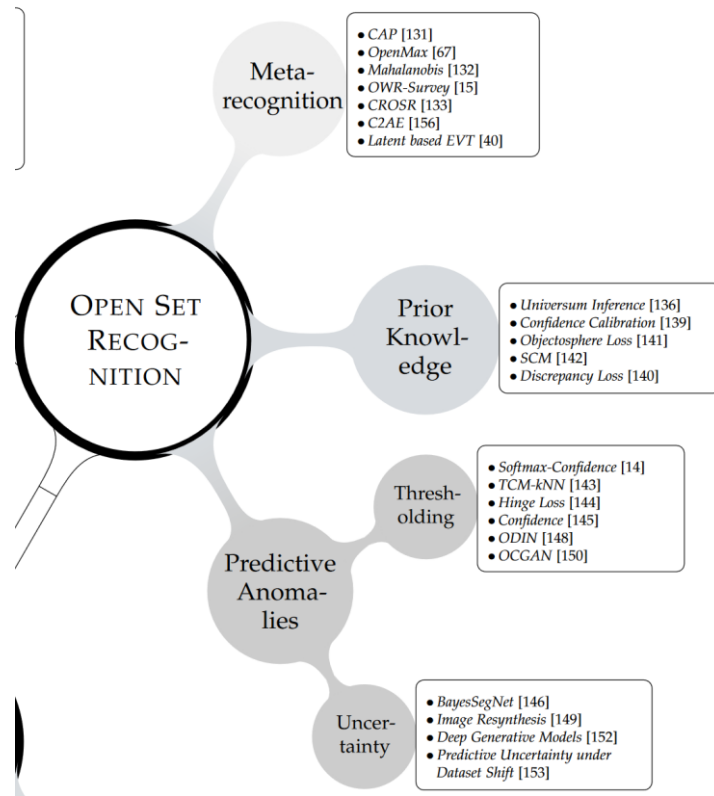 Meta-
recognition
● CAP [131]
● OpenMax [67]
● Mahalanobis [132]
● OWR-Survey [15]
● CROSR [133]
● C2AE [156]
● Latent based EVT [40]
OPEN SET
RECOG-
NITION
Prior
Knowl-
edge
● Universum Inference [136]
● Confidence Calibration [139]
● Objectosphere Loss [141]
● SCM [142]
● Discrepancy Loss [140]
Predictive
Anoma-
lies
Thresh-
olding
● Softmax-Confidence [14]
● TCM-kNN [143]
● Hinge Loss [144]
● Confidence [145]
● ODIN [148]
● OCGAN [150]
Uncer-
tainty
● BayesSegNet [146]
● Image Resynthesis [149]
● Deep Generative Models [152]
● Predictive Uncertainty under
Dataset Shift [153]